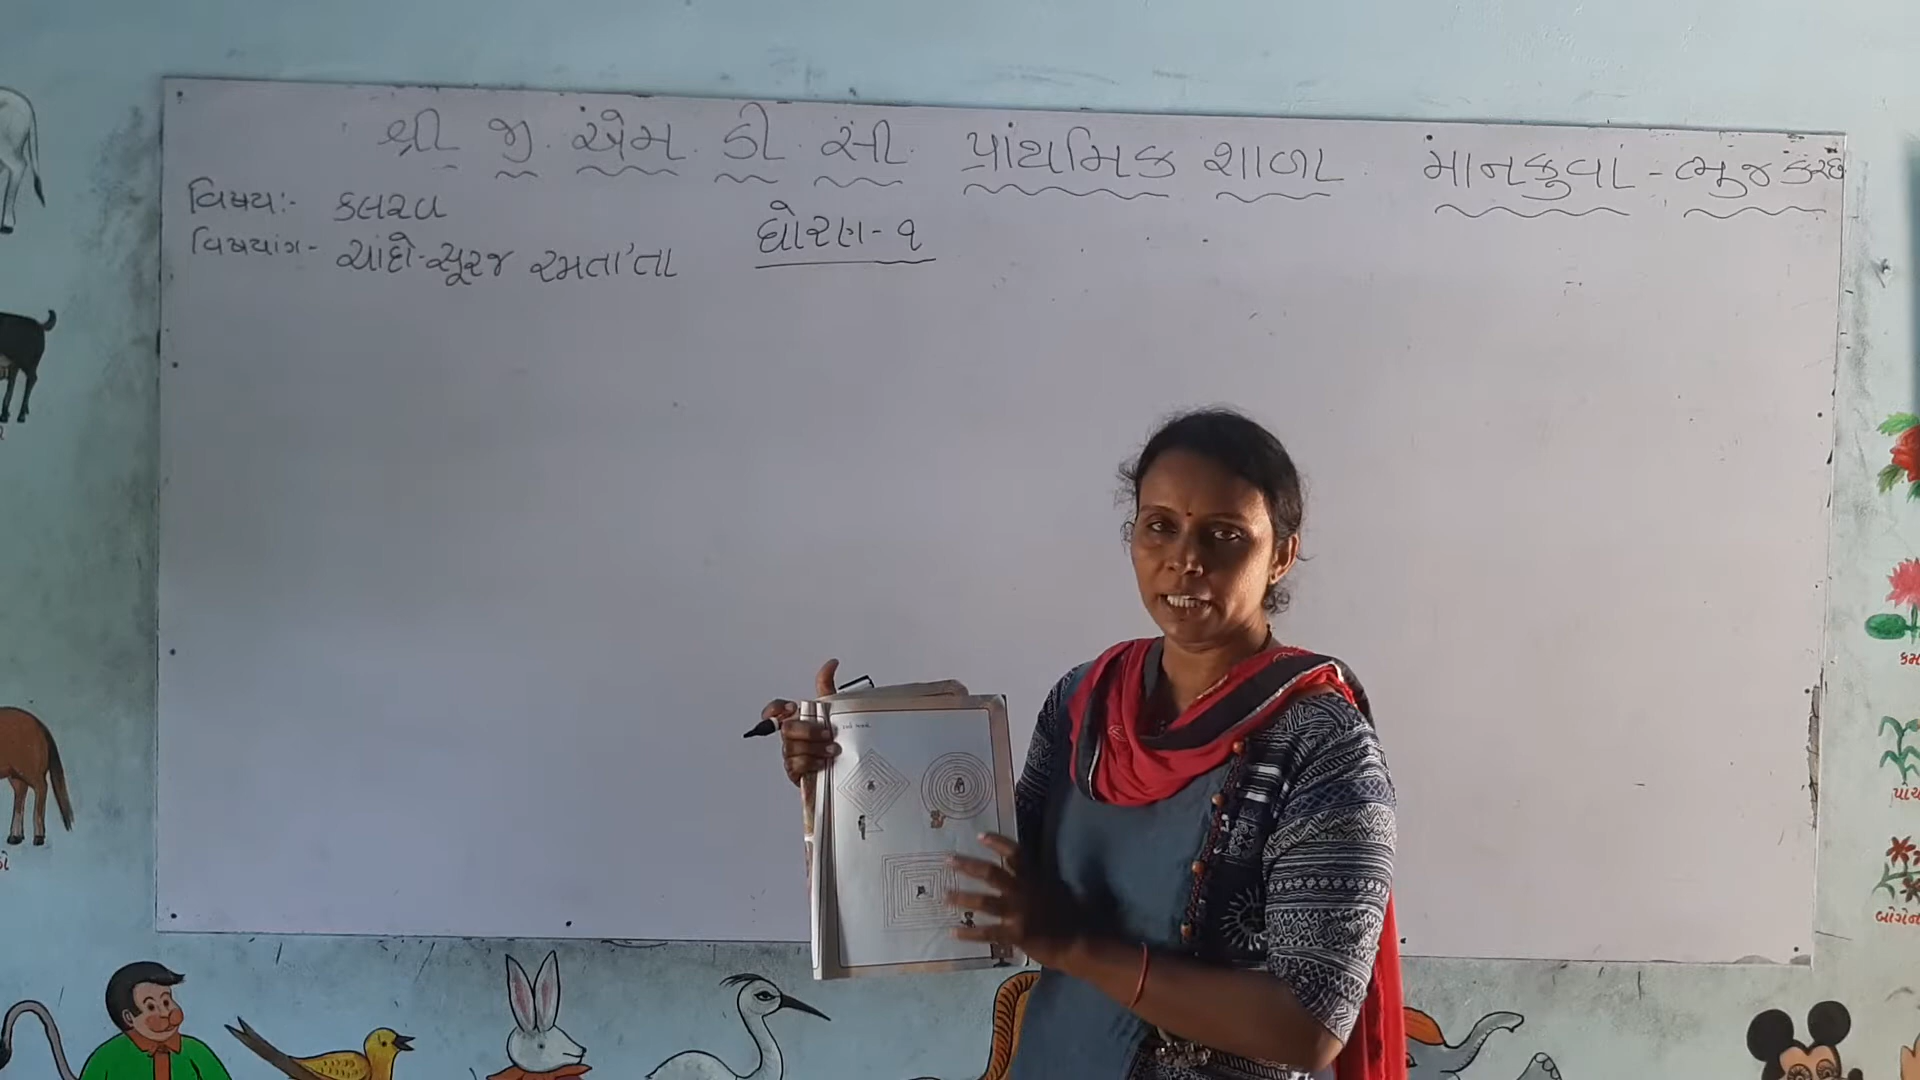 શ્રી જી. એમ. ડી. સી. પ્રાથમિક શાળા. માનકુવા - ભુજ કચ્છ
વિષય:- કલરવ
ધોરણ - ૧
વિષયાંગ - ચાંદો-સૂરજ રમતા'તા